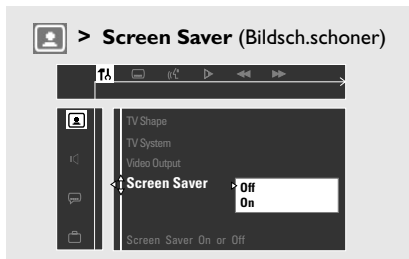 > Screen Saver (Bildsch.schoner)
TV Shape
TV System
Video Output
Screen Saver
Off
On
Screen Saver On or Off